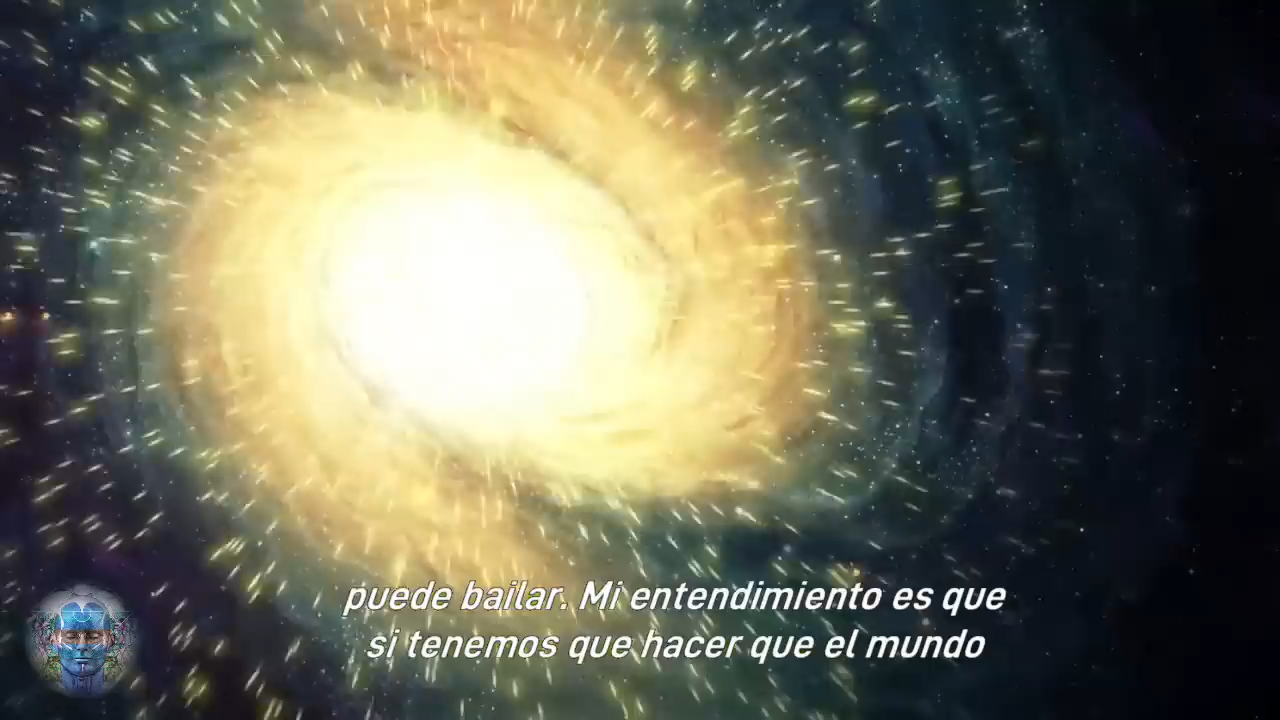 puede bailar. Mi entendimiento es que
si tenemos que hacer que el mundo